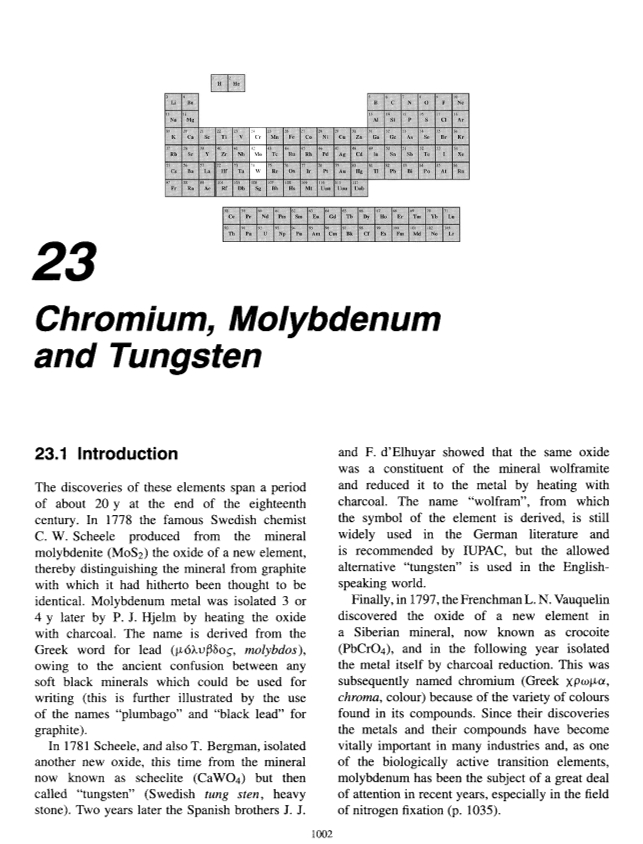 H He
Li Be B C N O F Ne
Na Mg Al Si P S Cl Ar
K Ca Sc Ti V Cr Mn Fe Co Ni Cu Zn Ga Ge As Se Br Kr
Rb Sr Y Zr Nb Mo Tc Ru Rh Pd Ag Cd In Sn Sb Te I Xe
Cs Ba La Hf Ta W Re Os Ir Pt Au Hg Tl Pb Bi Po At Rn
Fr Ra Ac Rf Db Sg Bh Hs Mt Uun Uuu Uub
Ce Pr Nd Pm Sm Eu Gd Tb Dy Ho Er Tm Yb Lu
Th Pa U Np Pu Am Cm Bk Cf Es Fm Md No Lr
23
Chromium, Molybdenum
and Tungsten
23.1 Introduction
The discoveries of these elements span a period
of about 20 y at the end of the eighteenth
century. In 1778 the famous Swedish chemist
C. W. Scheele produced from the mineral
molybdenite (MoS₂) the oxide of a new element,
thereby distinguishing the mineral from graphite
with which it had hitherto been thought to be
identical. Molybdenum metal was isolated 3 or
4 y later by P. J. Hjelm by heating the oxide
with charcoal. The name is derived from the
Greek word for lead (μόλυβδος, molybdos),
owing to the ancient confusion between any
soft black minerals which could be used for
writing (this is further illustrated by the use
of the names “plumbago” and “black lead” for
graphite).
In 1781 Scheele, and also T. Bergman, isolated
another new oxide, this time from the mineral
now known as scheelite (CaWO₄) but then
called “tungsten” (Swedish tung sten, heavy
stone). Two years later the Spanish brothers J. J.
and F. d’Elhuyar showed that the same oxide
was a constituent of the mineral wolframite
and reduced it to the metal by heating with
charcoal. The name “wolfram”, from which
the symbol of the element is derived, is still
widely used in the German literature and
is recommended by IUPAC, but the allowed
alternative “tungsten” is used in the English-
speaking world.
Finally, in 1797, the Frenchman L. N. Vauquelin
discovered the oxide of a new element in
a Siberian mineral, now known as crocoite
(PbCrO₄), and in the following year isolated
the metal itself by charcoal reduction. This was
subsequently named chromium (Greek χρωμα,
chroma, colour) because of the variety of colours
found in its compounds. Since their discoveries
the metals and their compounds have become
vitally important in many industries and, as one
of the biologically active transition elements,
molybdenum has been the subject of a great deal
of attention in recent years, especially in the field
of nitrogen fixation (p. 1035).
1002